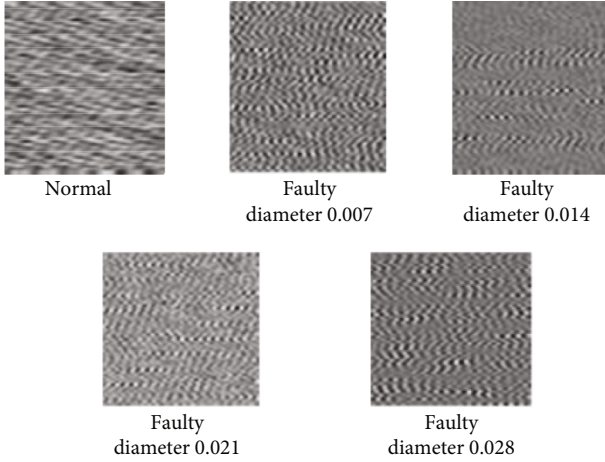 Normal
Faulty
diameter 0.007
Faulty
diameter 0.014
Faulty
diameter 0.021
Faulty
diameter 0.028